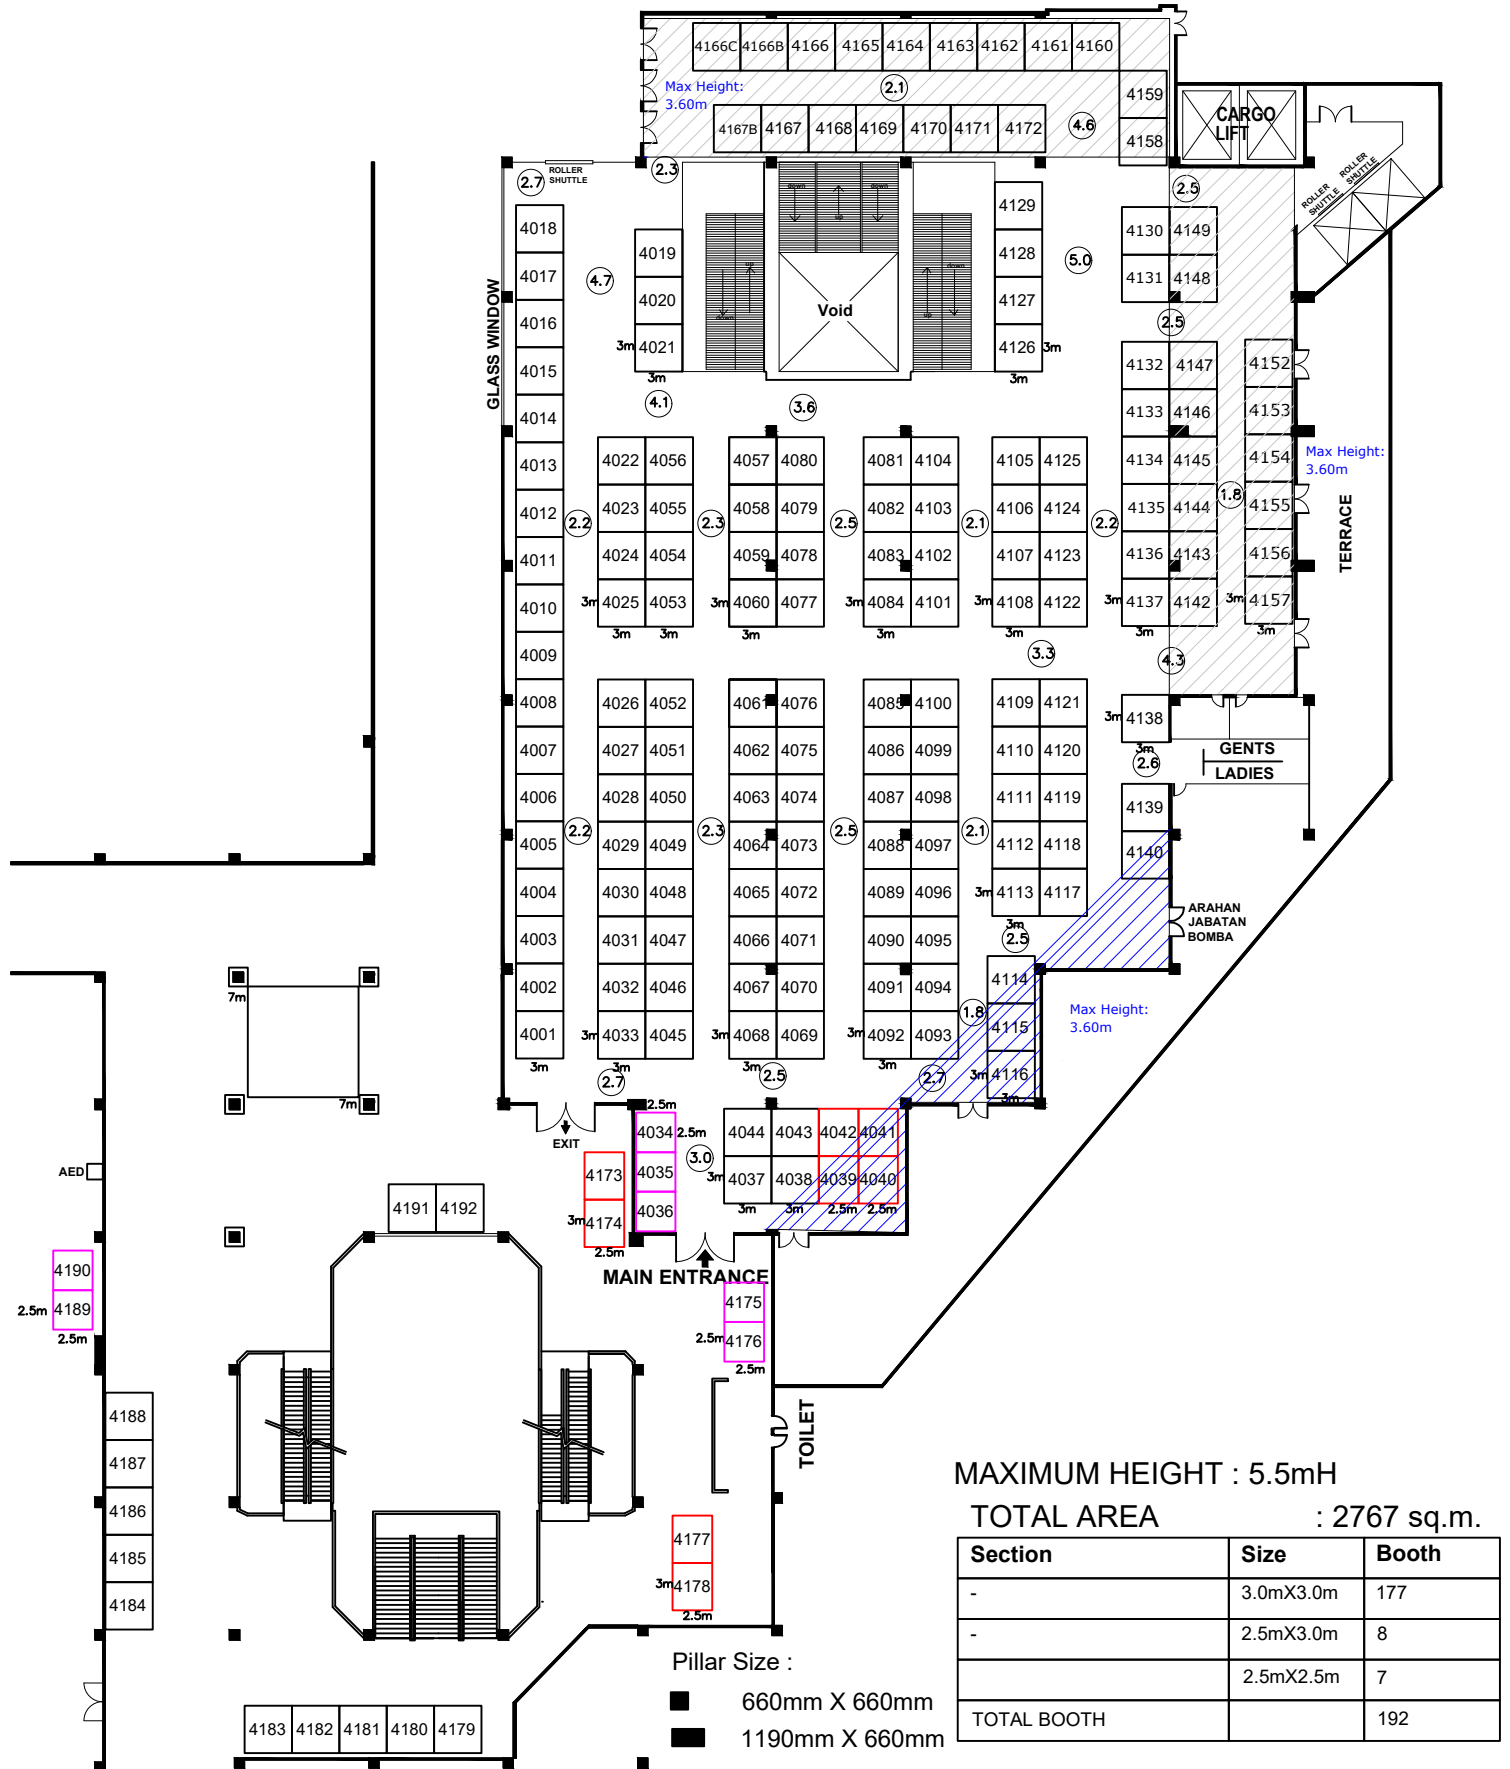 4166C 4166B 4166 4165 4164 4163 4162 4161 4160
Max Height:
3.60m
2.1
4159
4167B 4167 4168 4169 4170 4171 4172
4.6
4158
CARGO
LIFT
ROLLER
SHUTTLE
ROLLER
SHUTTLE
2.7
ROLLER
SHUTTLE
2.3
down
up
down
2.5
4129
4018
4130 4149
4019
4128
5.0
4017
4.7
4131 4148
up
down
4020
4127
GLASS WINDOW
4016
Void
down
up
2.5
4021
3m
3m
4126
3m
3m
4015
4132 4147
4152
4014
4.1
3.6
4133 4146
4153
4013
4022 4056
4057 4080
4081 4104
4105 4125
4134 4145
4154
Max Height:
3.60m
4012
4023 4055
4058 4079
4082 4103
4106 4124
4135 4144
1.8
4155
TERRACE
2.2
2.3
2.5
2.1
2.2
4011
4024 4054
4059 4078
4083 4102
4107 4123
4136 4143
4156
4010
3m 4025 4053
3m 4060 4077
3m 4084 4101
3m 4108 4122
3m 4137 4142
3m 4157
3m 3m
3m
3m
3m
3m
3m
4009
3.3
4.3
4008
4026 4052
4061 4076
4085 4100
4109 4121
3m 4138
3m
4007
4027 4051
4062 4075
4086 4099
4110 4120
2.6
GENTS
LADIES
4006
4028 4050
4063 4074
4087 4098
4111 4119
4139
2.2
2.3
2.5
2.1
4005
4029 4049
4064 4073
4088 4097
4112 4118
4140
4004
4030 4048
4065 4072
4089 4096
3m 4113 4117
3m
ARAHAN
JABATAN
BOMBA
4003
4031 4047
4066 4071
4090 4095
2.5
4002
4032 4046
4067 4070
4091 4094
4114
7m
1.8
Max Height:
3.60m
4001
3m 4033 4045
3m 4068 4069
3m 4092 4093
4115
3m
3m
3m
3m
2.7
2.5
2.7
3m 4116
3m
7m
2.5m
EXIT
4034 2.5m
4044 4043 4042 4041
3.0
AED
4173
4035
3m 4037 4038 4039 4040
3m 3m 2.5m 2.5m
4191 4192
3m 4174
2.5m
4036
4190
MAIN ENTRANCE
2.5m 4189
2.5m
4175
2.5m 4176
2.5m
4188
TOILET
4187
4186
4185
4184
4177
3m 4178
2.5m
4183 4182 4181 4180 4179
MAXIMUM HEIGHT : 5.5mH
TOTAL AREA : 2767 sq.m.
Section Size Booth
- 3.0mX3.0m 177
- 2.5mX3.0m 8
2.5mX2.5m 7
TOTAL BOOTH 192
Pillar Size :
660mm X 660mm
1190mm X 660mm